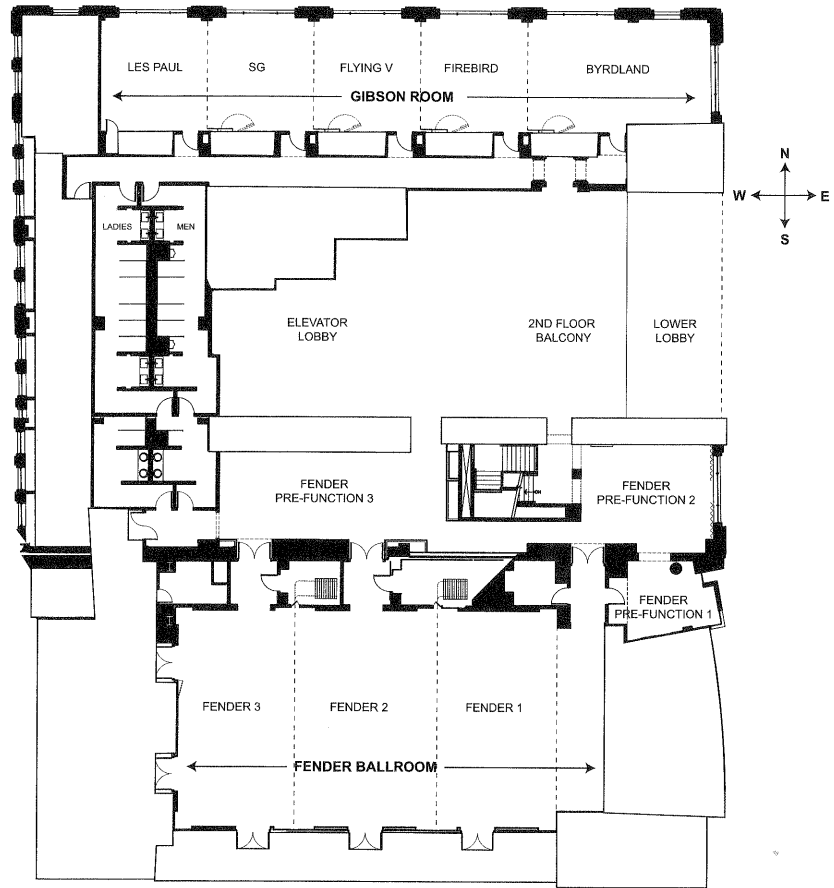 LES PAUL
SG
FLYING V
FIREBIRD
BYRDLAND
GIBSON ROOM
N
W
E
S
LADIES
MEN
ELEVATOR
LOBBY
2ND FLOOR
BALCONY
LOWER
LOBBY
FENDER
PRE-FUNCTION 3
FENDER
PRE-FUNCTION 2
FENDER
PRE-FUNCTION 1
FENDER 3
FENDER 2
FENDER 1
FENDER BALLROOM